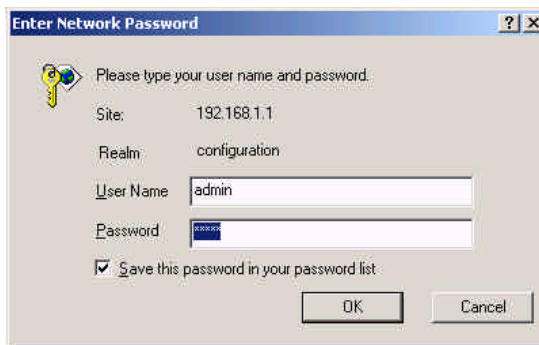 Enter Network Password
Please type your user name and password.
Site: 192.168.1.1
Realm configuration
User Name admin
Password *****
Save this password in your password list
OK Cancel